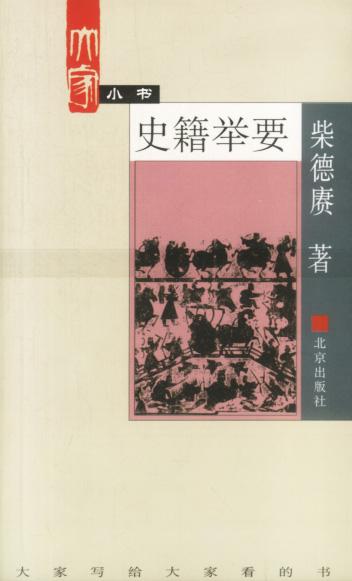 大家
小书
史籍举要
柴德赓 著
北京出版社
大家写给大家看的书